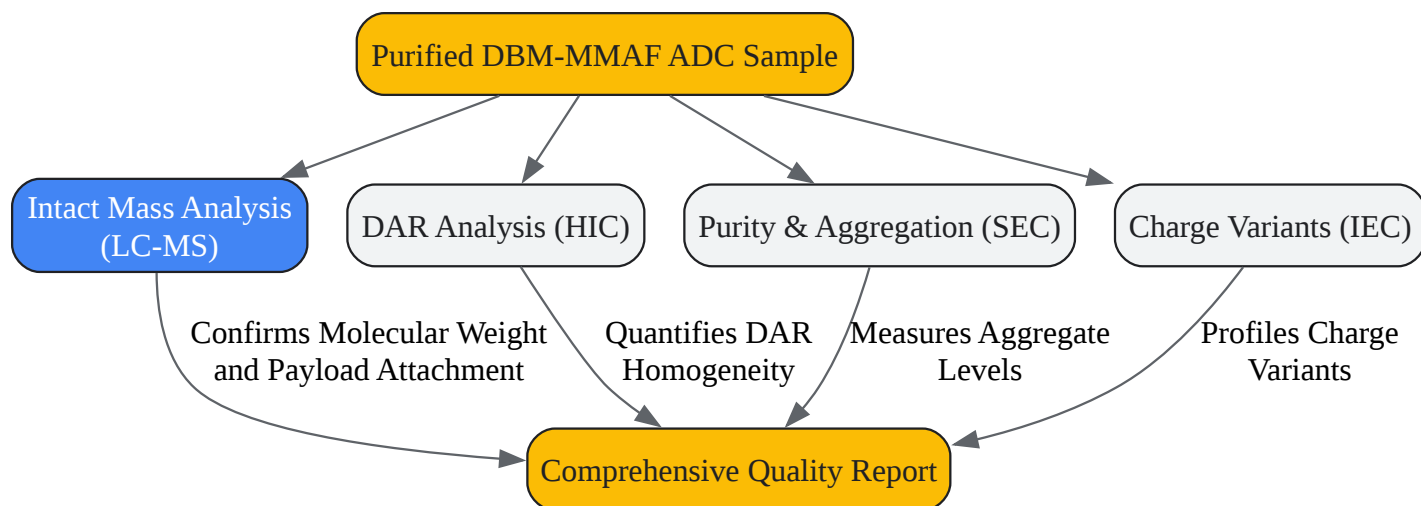 Purified DBM-MMAF ADC Sample
Intact Mass Analysis
(LC-MS)
DAR Analysis (HIC)
Purity & Aggregation (SEC)
Charge Variants (IEC)
Confirms Molecular Weight
and Payload Attachment
Quantifies DAR
Homogeneity
Measures Aggregate
Levels
Profiles Charge
Variants
Comprehensive Quality Report